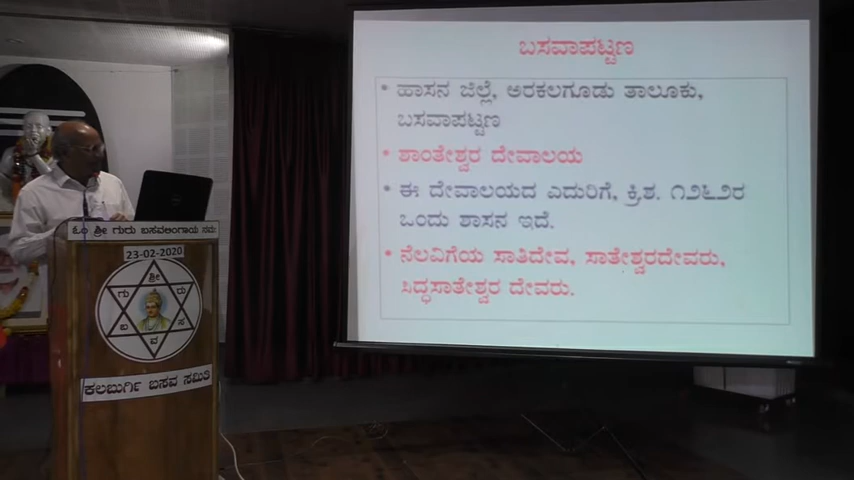 ಬಸವಾಪಟ್ಟಣ
• ಹಾಸನ ಜಿಲ್ಲೆ, ಅರಕಲಗೂಡು ತಾಲೂಕು,
ಬಸವಾಪಟ್ಟಣ
• ಶಾಂತೇಶ್ವರ ದೇವಾಲಯ
• ಈ ದೇವಾಲಯದ ಎದುರಿಗೆ, ಕ್ರಿ.ಶ. ೧೨೬೨ರ
ಒಂದು ಶಾಸನ ಇದೆ.
• ನೆಲವಿಗೆಯ ಸಾತಿದೇವ, ಸಾತೇಶ್ವರದೇವರು,
ಸಿದ್ಧಸಾತೇಶ್ವರ ದೇವರು.
ಓಂ ಶ್ರೀ ಗುರು ಬಸವಲಿಂಗಾಯ ನಮ
23-02-2020
ಶ್ರೀ
ಗು ರು
ಬ ಸ
ವ
ಕಲಬುರ್ಗಿ ಬಸವ ಸಮಿತಿ